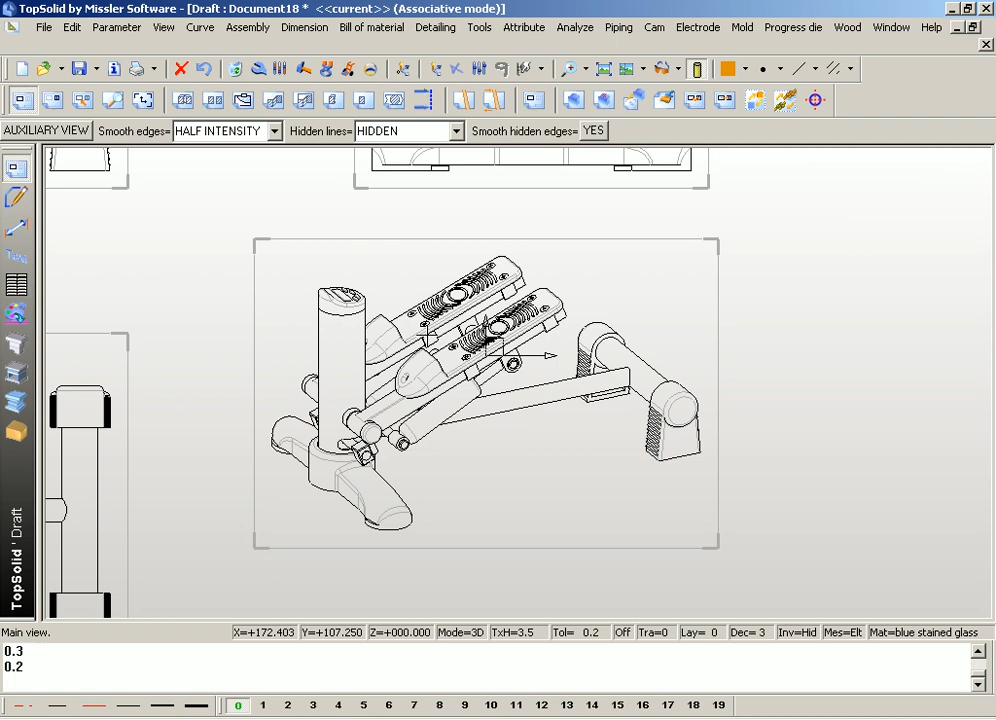 TopSolid by Missler Software - [Draft : Document18 *  <<current>> (Associative mode)]
File Edit Parameter View Curve Assembly Dimension Bill of material Detailing Tools Attribute Analyze Piping Cam Electrode Mold Progress die Wood Window Help
AUXILIARY VIEW Smooth edges= HALF INTENSITY Hidden lines= HIDDEN Smooth hidden edges= YES
TopSolid ' Draft
Main view. X=+172.403 Y=+107.250 Z=+000.000 Mode=3D TxH=3.5 Tol= 0.2 Off Tra=0 Lay= 0 Dec= 3 Inv=Hid Mes=Elt Mat=blue stained glass
0.3
0.2
0 1 2 3 4 5 6 7 8 9 10 11 12 13 14 15 16 17 18 19